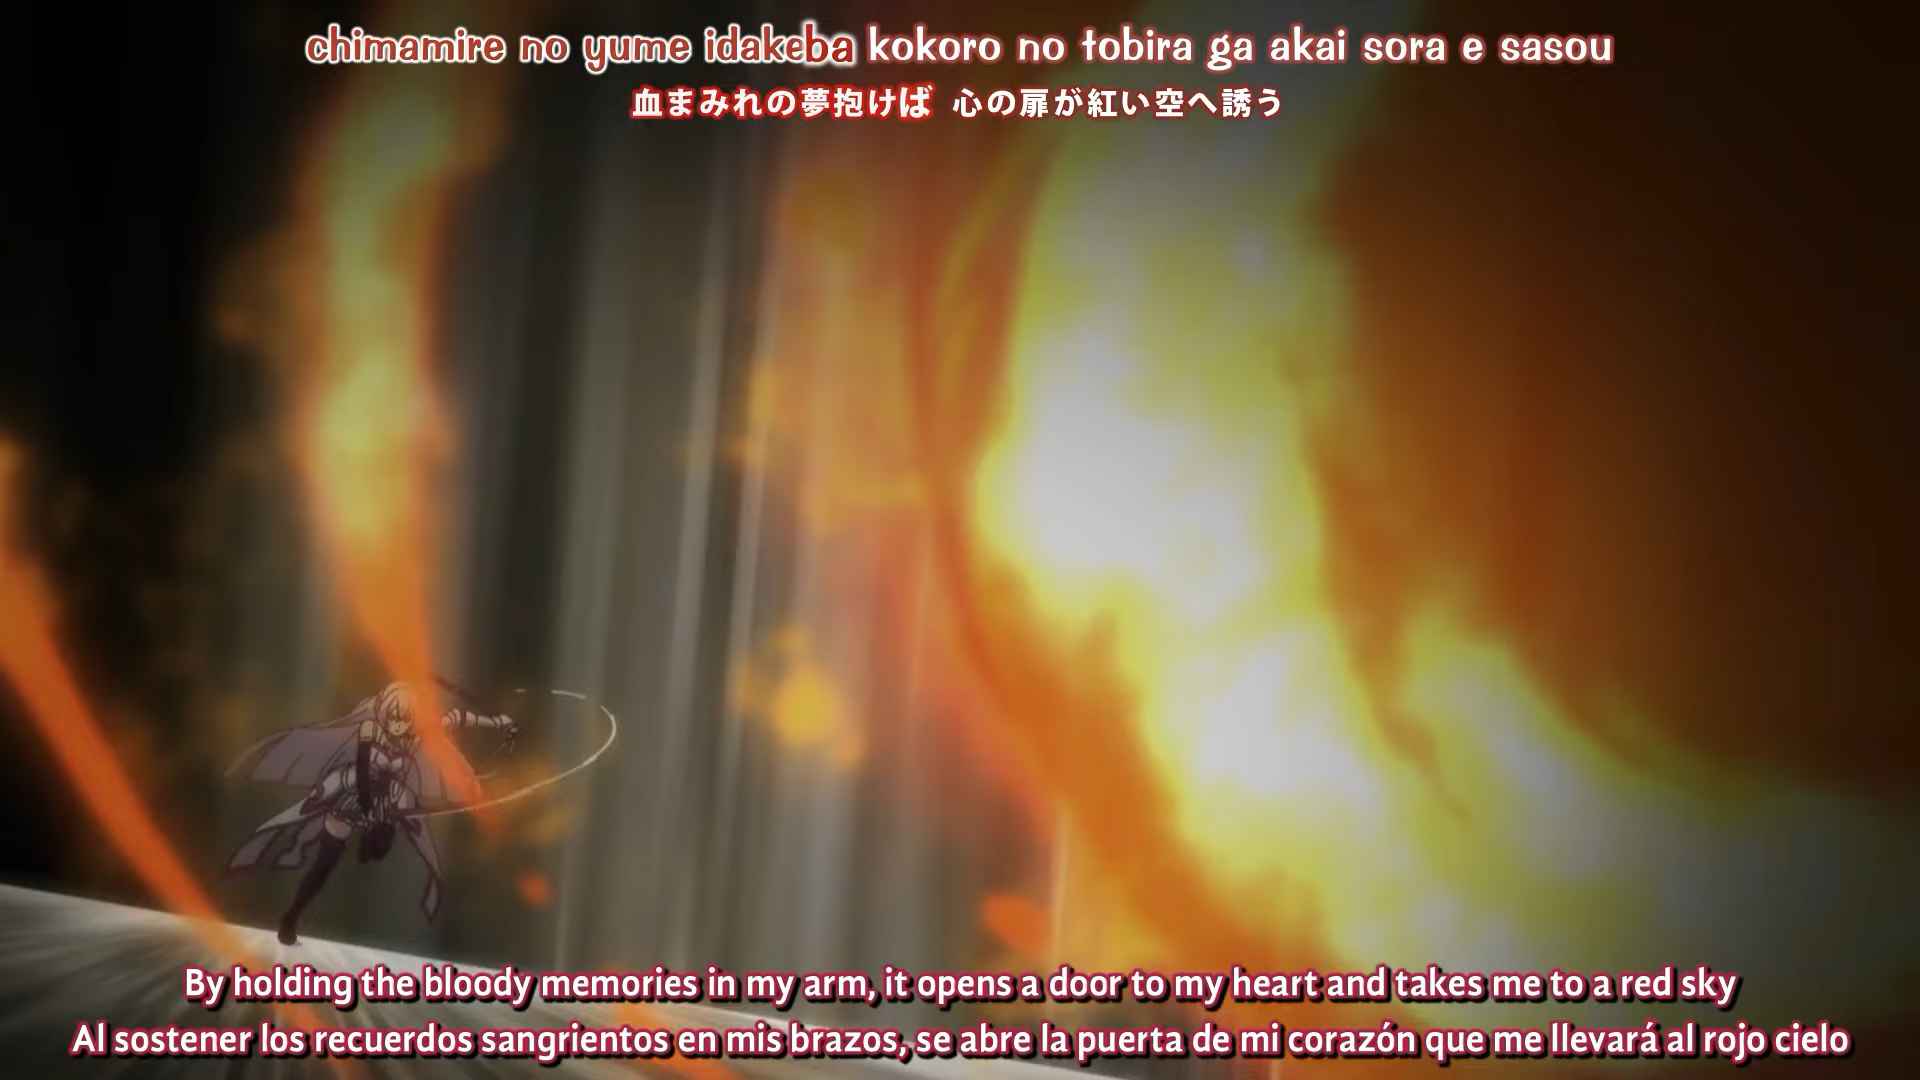 chimamire no yume idakeba kokoro no tobira ga akai sora e sasou
血まみれの夢抱けば 心の扉が紅い空へ誘う
By holding the bloody memories in my arm, it opens a door to my heart and takes me to a red sky
Al sostener los recuerdos sangrientos en mis brazos, se abre la puerta de mi corazón que me llevará al rojo cielo